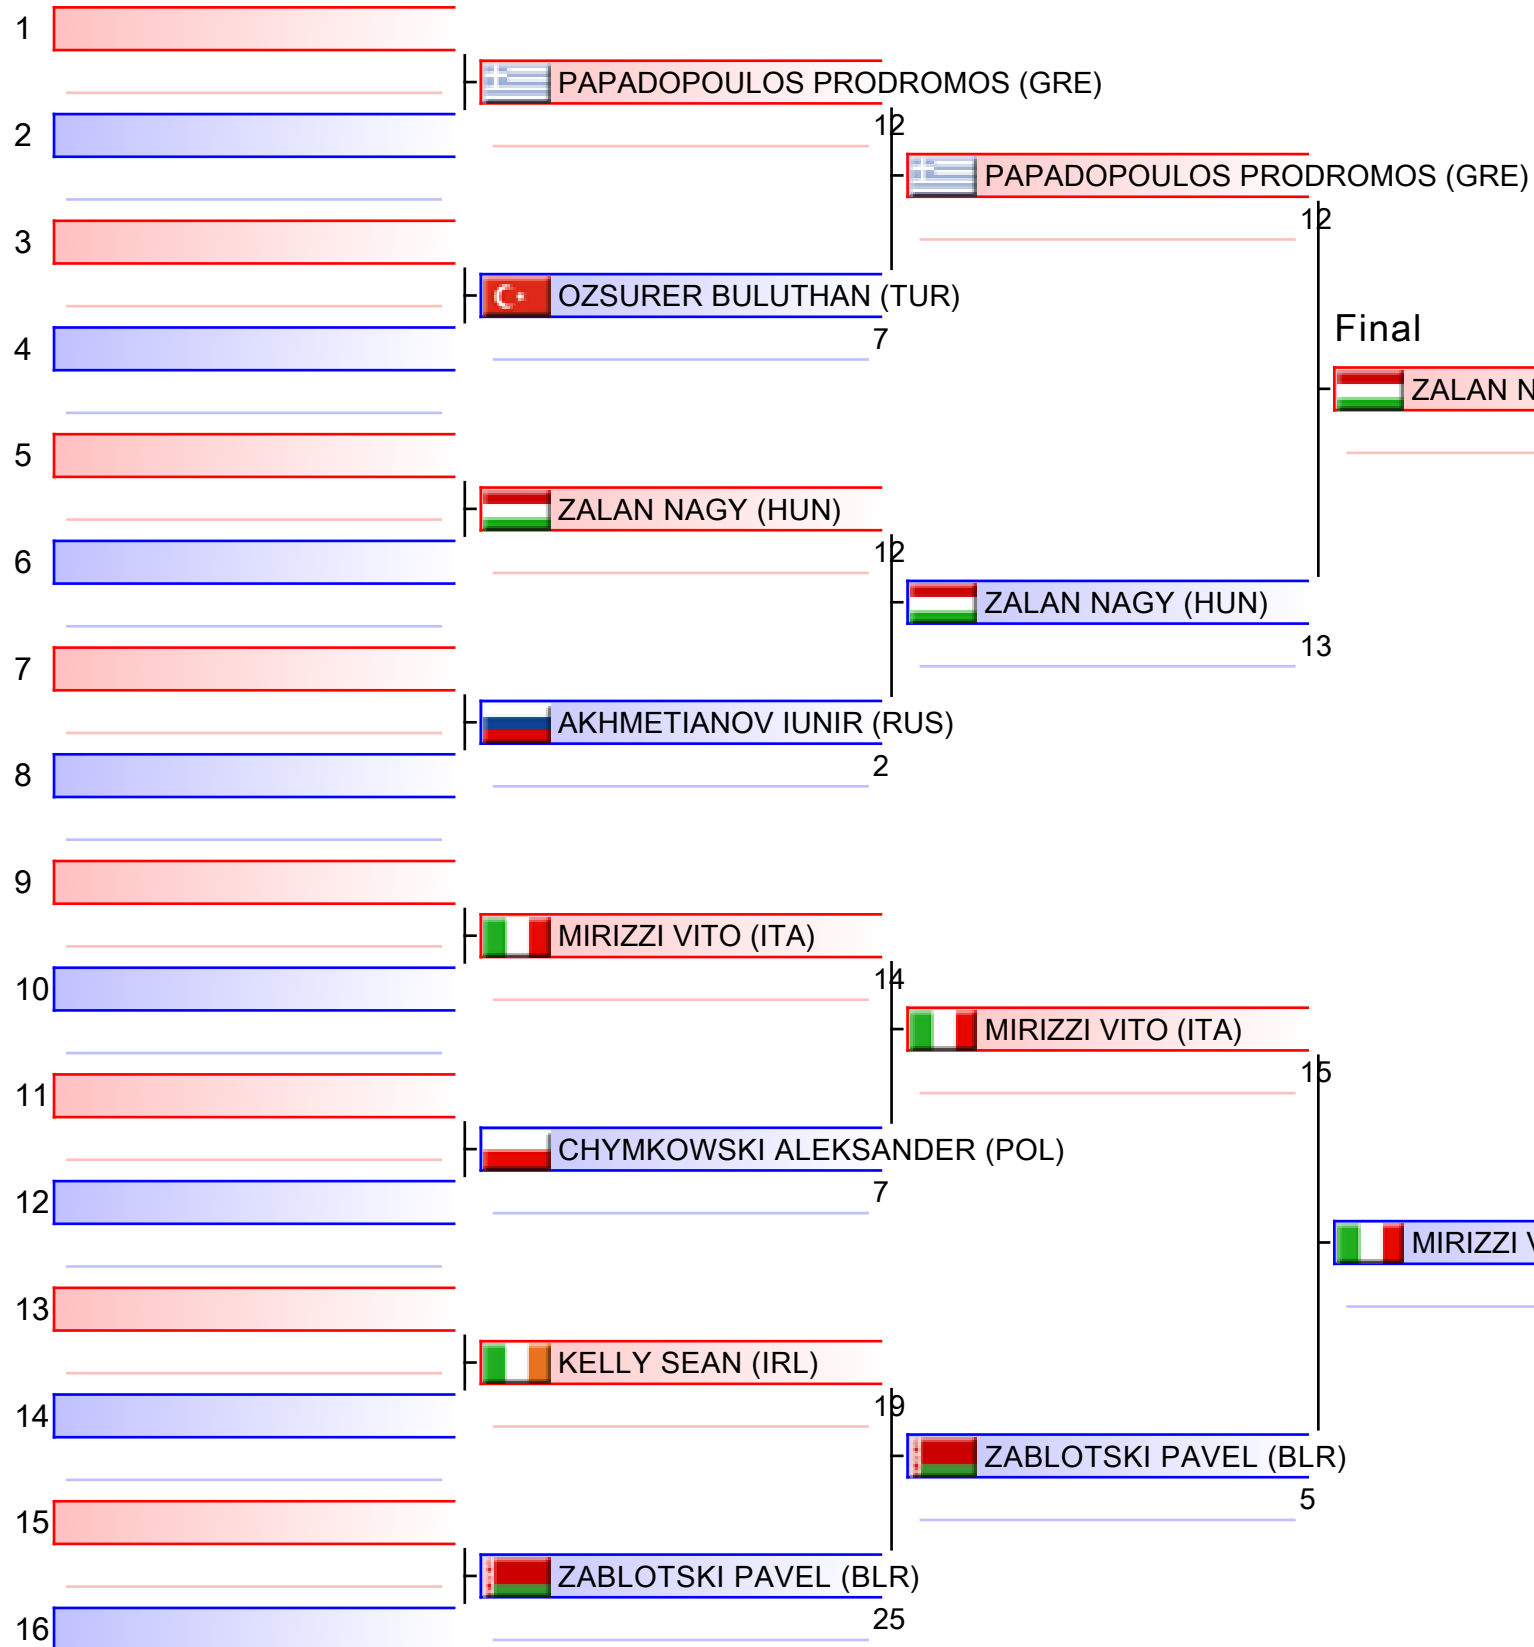 1
PAPADOPOULOS PRODROMOS (GRE)
12
2
PAPADOPOULOS PRODROMOS (GRE)
12
3
OZSURER BULUTHAN (TUR)
7
4
Final
ZALAN N
5
ZALAN NAGY (HUN)
12
6
ZALAN NAGY (HUN)
13
7
AKHMETIANOV IUNIR (RUS)
2
8
9
MIRIZZI VITO (ITA)
14
10
MIRIZZI VITO (ITA)
15
11
CHYMKOWSKI ALEKSANDER (POL)
7
12
MIRIZZI V
13
KELLY SEAN (IRL)
19
14
ZABLOTSKI PAVEL (BLR)
5
15
ZABLOTSKI PAVEL (BLR)
25
16